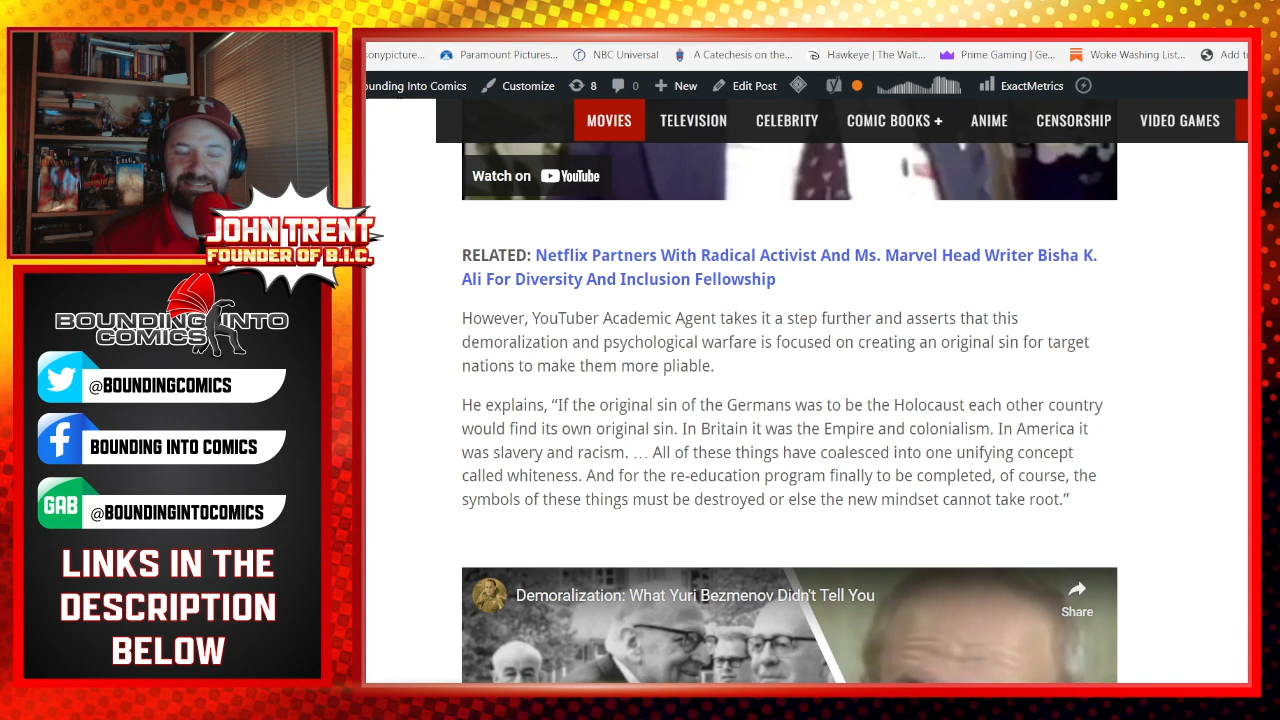 sonypicture...
Paramount Pictures...
NBC Universal
A Catechesis on the...
Hawkeye | The Walt...
Prime Gaming | Ge...
Woke Washing List...
Add t
ounding Into Comics
Customize
8
0
New
Edit Post
ExactMetrics
MOVIES
TELEVISION
CELEBRITY
COMIC BOOKS +
ANIME
CENSORSHIP
VIDEO GAMES
Watch on YouTube
JOHN TRENT
FOUNDER OF B.I.C.
BOUNDING INTO
COMICS
@BOUNDINGCOMICS
BOUNDING INTO COMICS
GAB
@BOUNDINGINTOCOMICS
LINKS IN THE
DESCRIPTION
BELOW
RELATED: Netflix Partners With Radical Activist And Ms. Marvel Head Writer Bisha K.
Ali For Diversity And Inclusion Fellowship
However, YouTuber Academic Agent takes it a step further and asserts that this
demoralization and psychological warfare is focused on creating an original sin for target
nations to make them more pliable.
He explains, “If the original sin of the Germans was to be the Holocaust each other country
would find its own original sin. In Britain it was the Empire and colonialism. In America it
was slavery and racism. … All of these things have coalesced into one unifying concept
called whiteness. And for the re-education program finally to be completed, of course, the
symbols of these things must be destroyed or else the new mindset cannot take root.”
Demoralization: What Yuri Bezmenov Didn't Tell You
Share